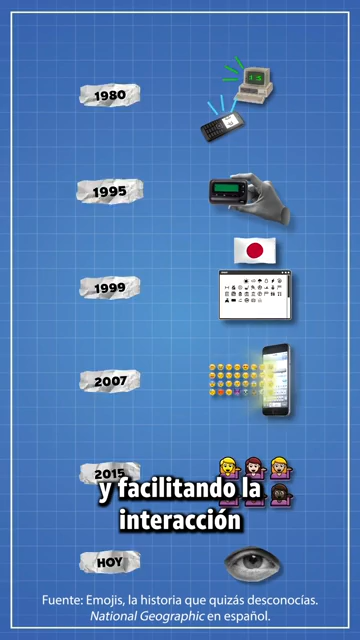 1980
1995
1999
2007
2015
y facilitando la
interacción
HOY
Fuente: Emojis, la historia que quizás desconocías.
National Geographic en español.